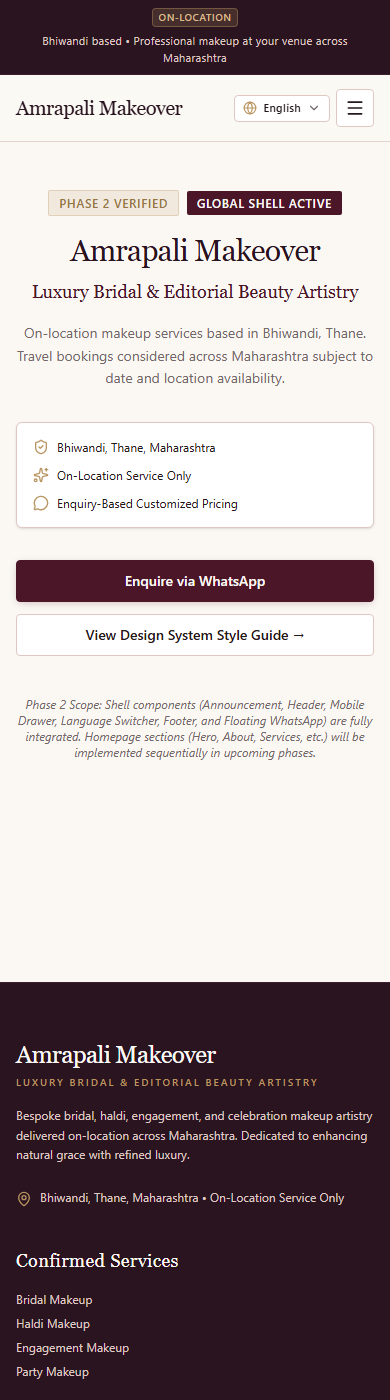 ON-LOCATION
Bhiwandi based • Professional makeup at your venue across
Maharashtra
Amrapali Makeover
English
PHASE 2 VERIFIED
GLOBAL SHELL ACTIVE
Amrapali Makeover
Luxury Bridal & Editorial Beauty Artistry
On-location makeup services based in Bhiwandi, Thane.
Travel bookings considered across Maharashtra subject to
date and location availability.
Bhiwandi, Thane, Maharashtra
On-Location Service Only
Enquiry-Based Customized Pricing
Enquire via WhatsApp
View Design System Style Guide →
Phase 2 Scope: Shell components (Announcement, Header, Mobile
Drawer, Language Switcher, Footer, and Floating WhatsApp) are fully
integrated. Homepage sections (Hero, About, Services, etc.) will be
implemented sequentially in upcoming phases.
Amrapali Makeover
LUXURY BRIDAL & EDITORIAL BEAUTY ARTISTRY
Bespoke bridal, haldi, engagement, and celebration makeup artistry
delivered on-location across Maharashtra. Dedicated to enhancing
natural grace with refined luxury.
Bhiwandi, Thane, Maharashtra • On-Location Service Only
Confirmed Services
Bridal Makeup
Haldi Makeup
Engagement Makeup
Party Makeup